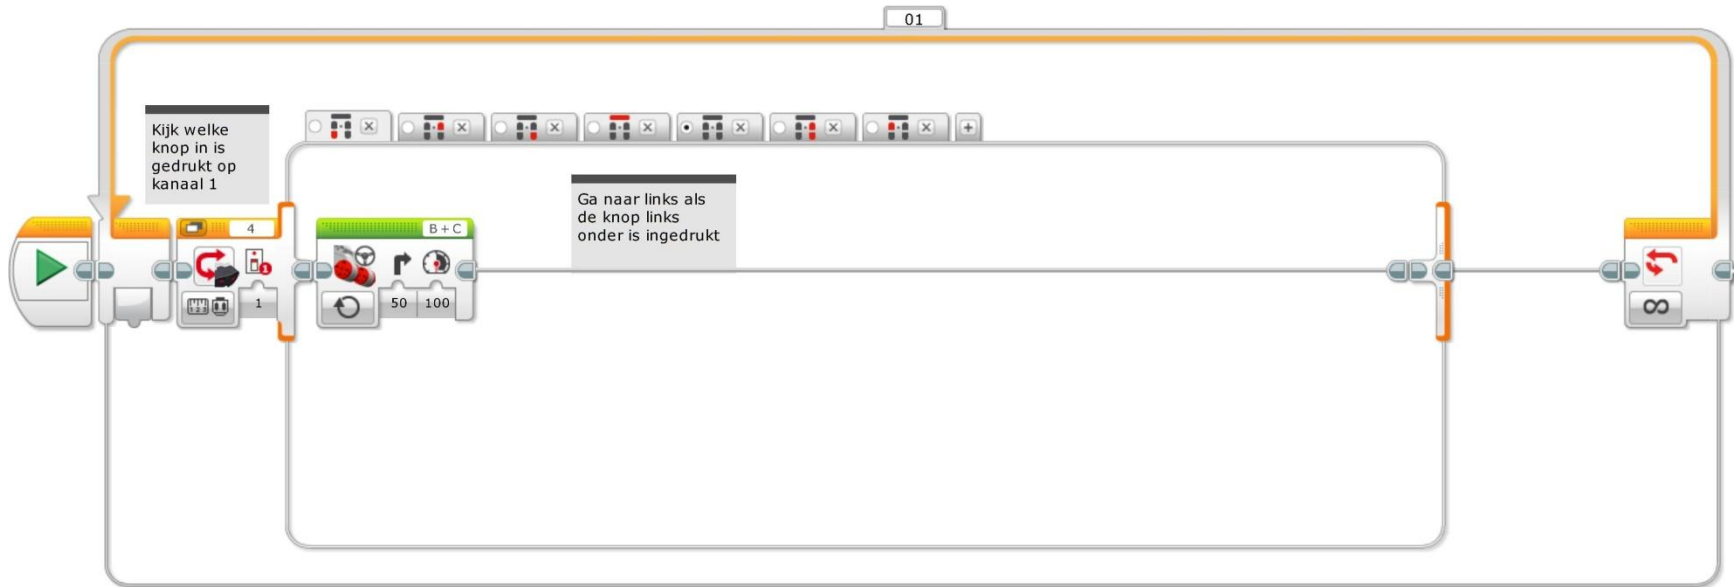 01
Kijk welke
knop in is
gedrukt op
kanaal 1
Ga naar links als
de knop links
onder is ingedrukt
4
B + C
1
1
50
100